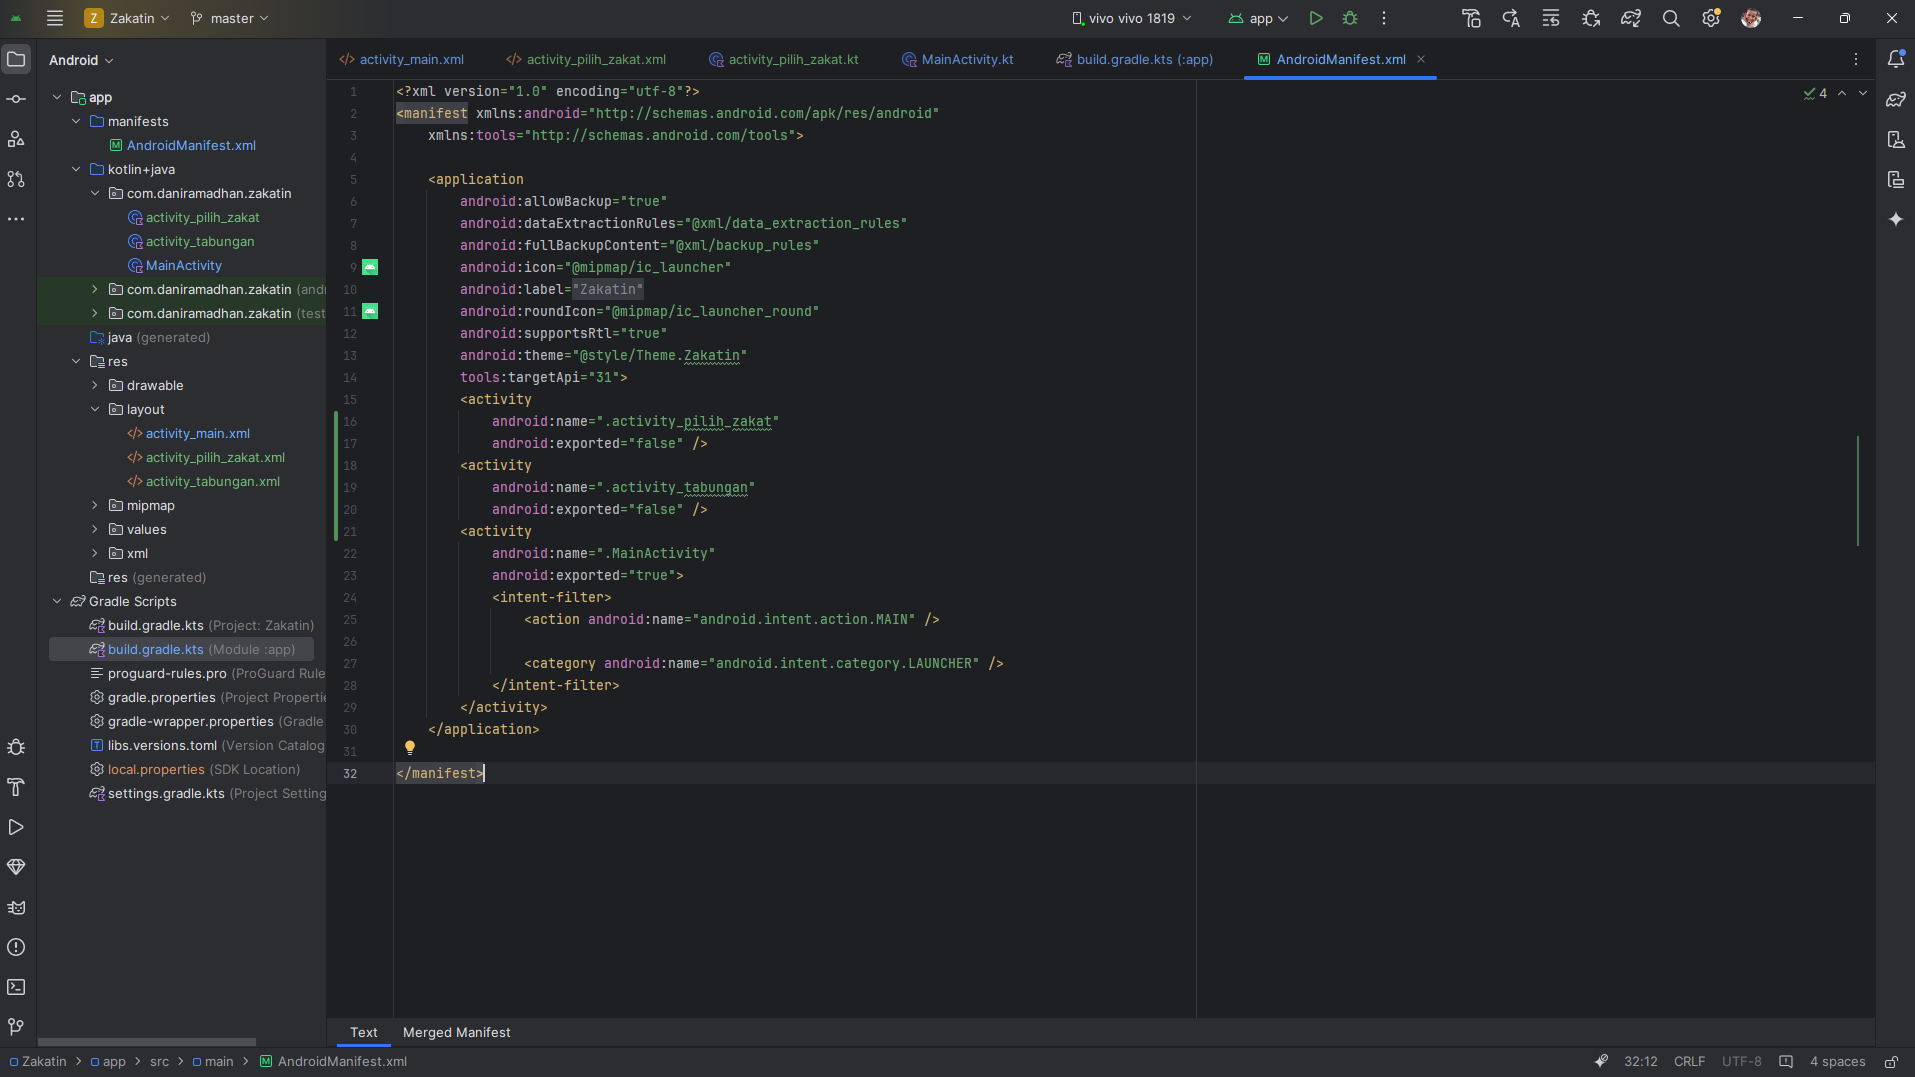 Z Zakatin master vivo vivo 1819 app
Android
activity_main.xml activity_pilih_zakat.xml activity_pilih_zakat.kt MainActivity.kt build.gradle.kts (:app) AndroidManifest.xml
app
manifests
AndroidManifest.xml
kotlin+java
com.daniramadhan.zakatin
activity_pilih_zakat
activity_tabungan
MainActivity
com.daniramadhan.zakatin (andr
com.daniramadhan.zakatin (test
java (generated)
res
drawable
layout
activity_main.xml
activity_pilih_zakat.xml
activity_tabungan.xml
mipmap
values
xml
res (generated)
Gradle Scripts
build.gradle.kts (Project: Zakatin)
build.gradle.kts (Module :app)
proguard-rules.pro (ProGuard Rule
gradle.properties (Project Properti
gradle-wrapper.properties (Gradle
libs.versions.toml (Version Catalog
local.properties (SDK Location)
settings.gradle.kts (Project Setting
4
1 <?xml version="1.0" encoding="utf-8"?>
2 <manifest xmlns:android="http://schemas.android.com/apk/res/android"
3 xmlns:tools="http://schemas.android.com/tools">
4
5 <application
6 android:allowBackup="true"
7 android:dataExtractionRules="@xml/data_extraction_rules"
8 android:fullBackupContent="@xml/backup_rules"
9 android:icon="@mipmap/ic_launcher"
10 android:label="Zakatin"
11 android:roundIcon="@mipmap/ic_launcher_round"
12 android:supportsRtl="true"
13 android:theme="@style/Theme.Zakatin"
14 tools:targetApi="31">
15 <activity
16 android:name=".activity_pilih_zakat"
17 android:exported="false" />
18 <activity
19 android:name=".activity_tabungan"
20 android:exported="false" />
21 <activity
22 android:name=".MainActivity"
23 android:exported="true">
24 <intent-filter>
25 <action android:name="android.intent.action.MAIN" />
26
27 <category android:name="android.intent.category.LAUNCHER" />
28 </intent-filter>
29 </activity>
30 </application>
31
32 </manifest>
Text Merged Manifest
Zakatin > app > src > main > AndroidManifest.xml 32:12 CRLF UTF-8 4 spaces